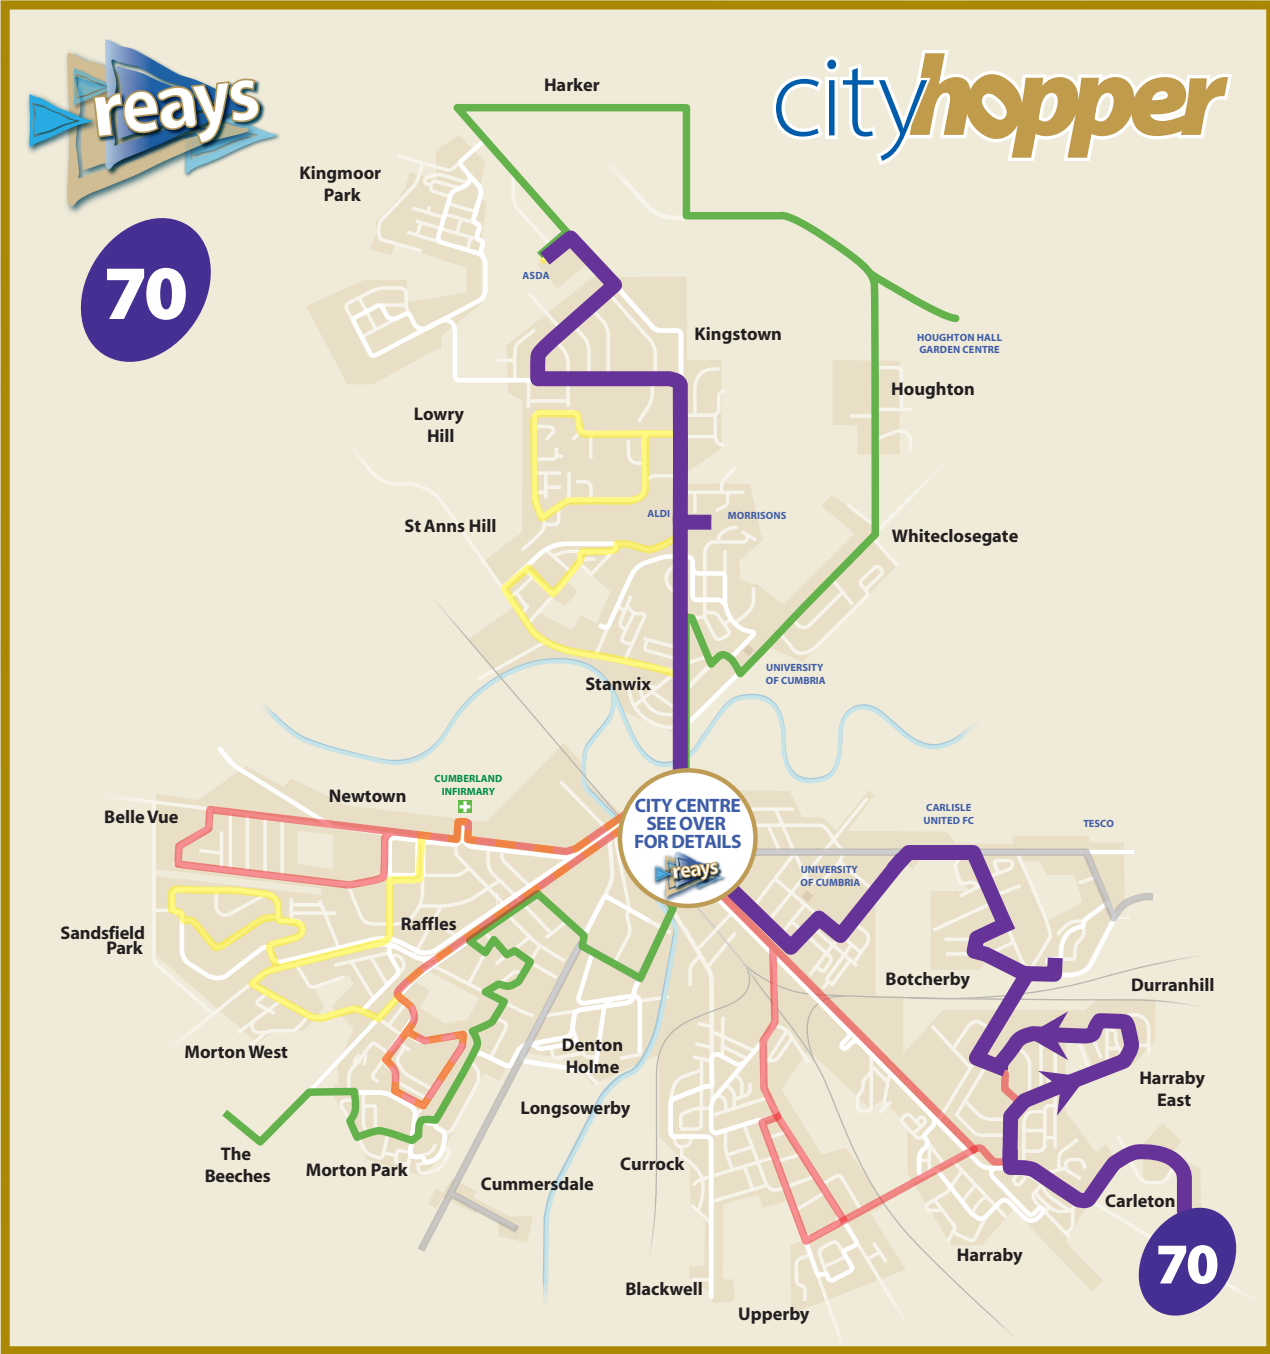 reays
cityhopper
70
Harker
Kingmoor
Park
ASDA
Kingstown
HOUGHTON HALL
GARDEN CENTRE
Houghton
Lowry
Hill
St Anns Hill
ALDI
MORRISONS
Whiteclosegate
UNIVERSITY
OF CUMBRIA
Stanwix
CUMBERLAND
INFIRMARY
Newtown
Belle Vue
CITY CENTRE
SEE OVER
FOR DETAILS
reays
CARLISLE
UNITED FC
TESCO
UNIVERSITY
OF CUMBRIA
Raffles
Sandsfield
Park
Botcherby
Durranhill
Morton West
Denton
Holme
Harraby
East
Longsowerby
The
Beeches
Morton Park
Currock
Cummersdale
Carleton
Harraby
70
Blackwell
Upperby